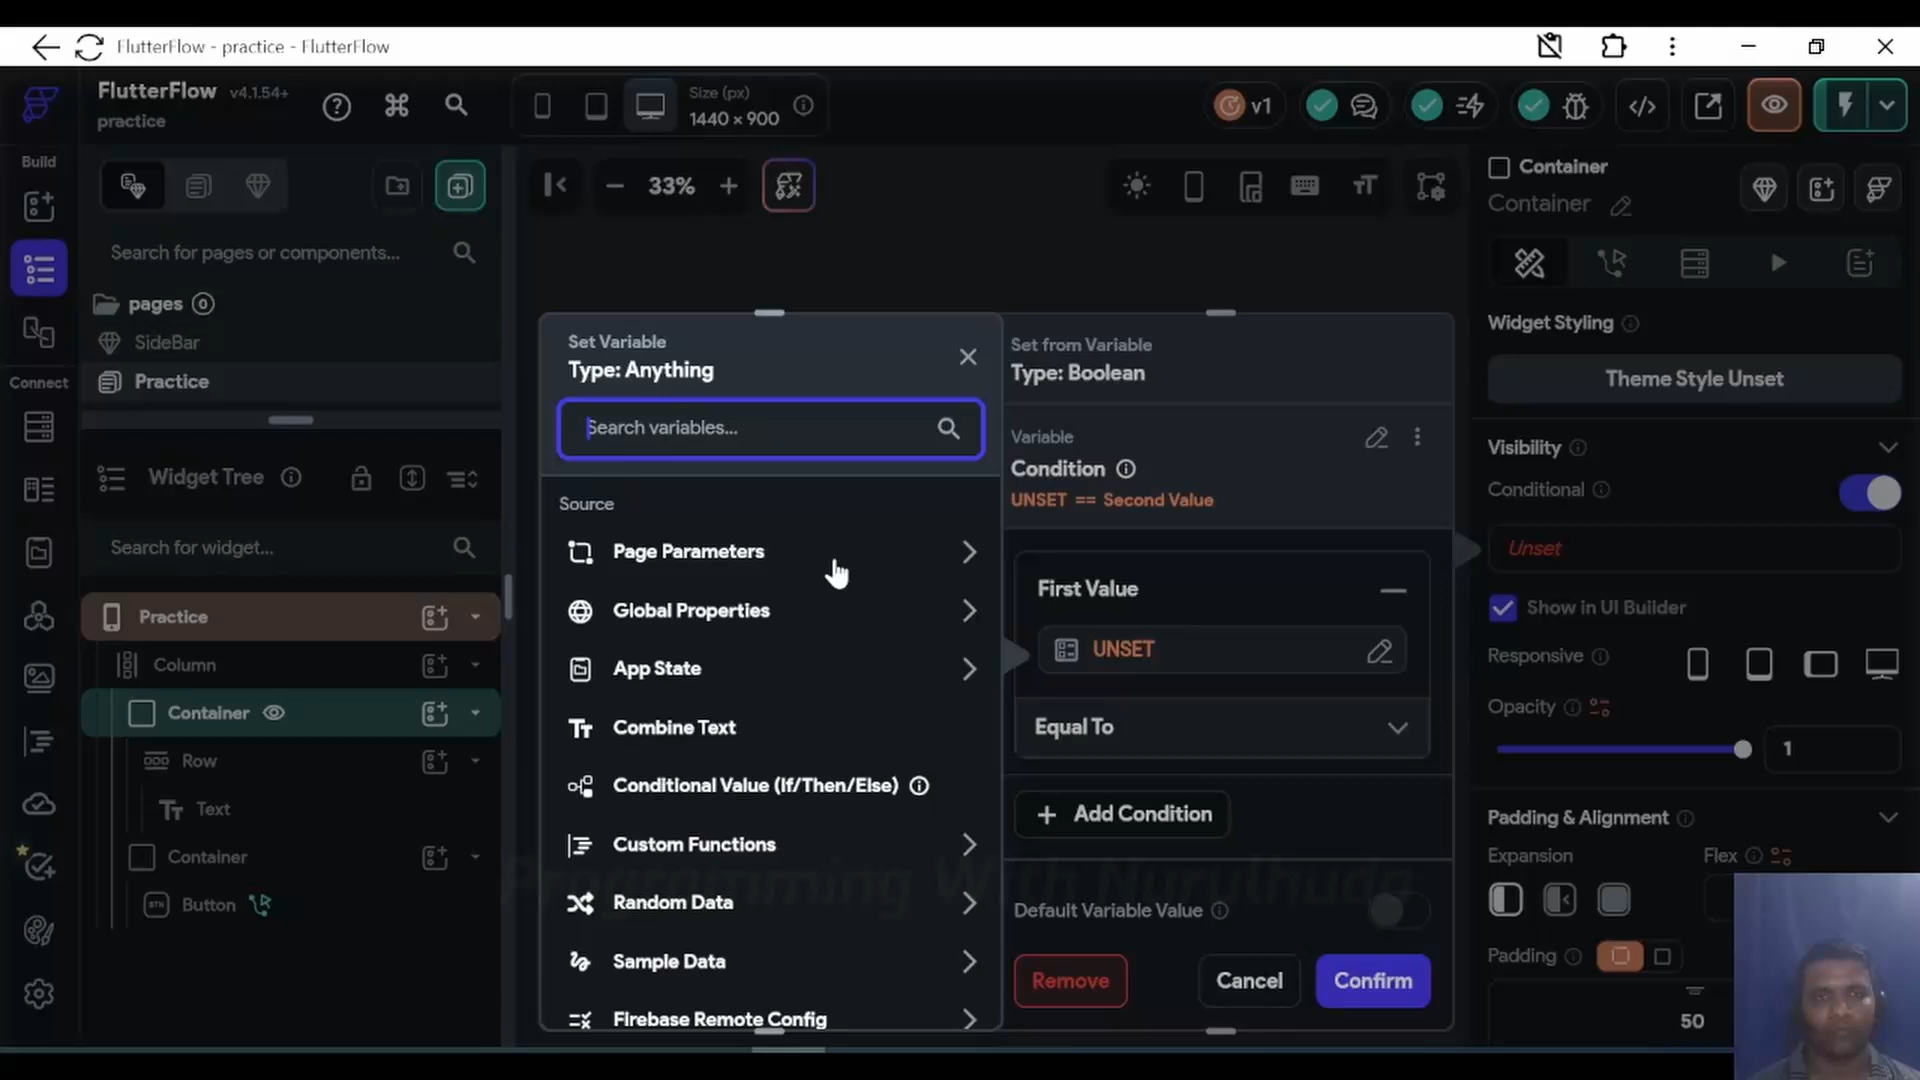 FlutterFlow - practice - FlutterFlow
FlutterFlow v4.1.54+
practice
Size (px)
1440 × 900
v1
Build
33%
Container
Container
Search for pages or components...
pages 0
SideBar
Practice
Connect
Widget Tree
Search for widget...
Practice
Column
Container
Row
Text
Container
BTN Button
Set Variable
Type: Anything
Search variables...
Source
Page Parameters
Global Properties
App State
Combine Text
Conditional Value (If/Then/Else)
Custom Functions
Random Data
Sample Data
Firebase Remote Config
Set from Variable
Type: Boolean
Variable
Condition
UNSET == Second Value
First Value
UNSET
Equal To
+ Add Condition
Default Variable Value
Remove
Cancel
Confirm
Programming With Nurulhuda
Widget Styling
Theme Style Unset
Visibility
Conditional
Unset
Show in UI Builder
Responsive
Opacity
1
Padding & Alignment
Expansion
Flex
Padding
50